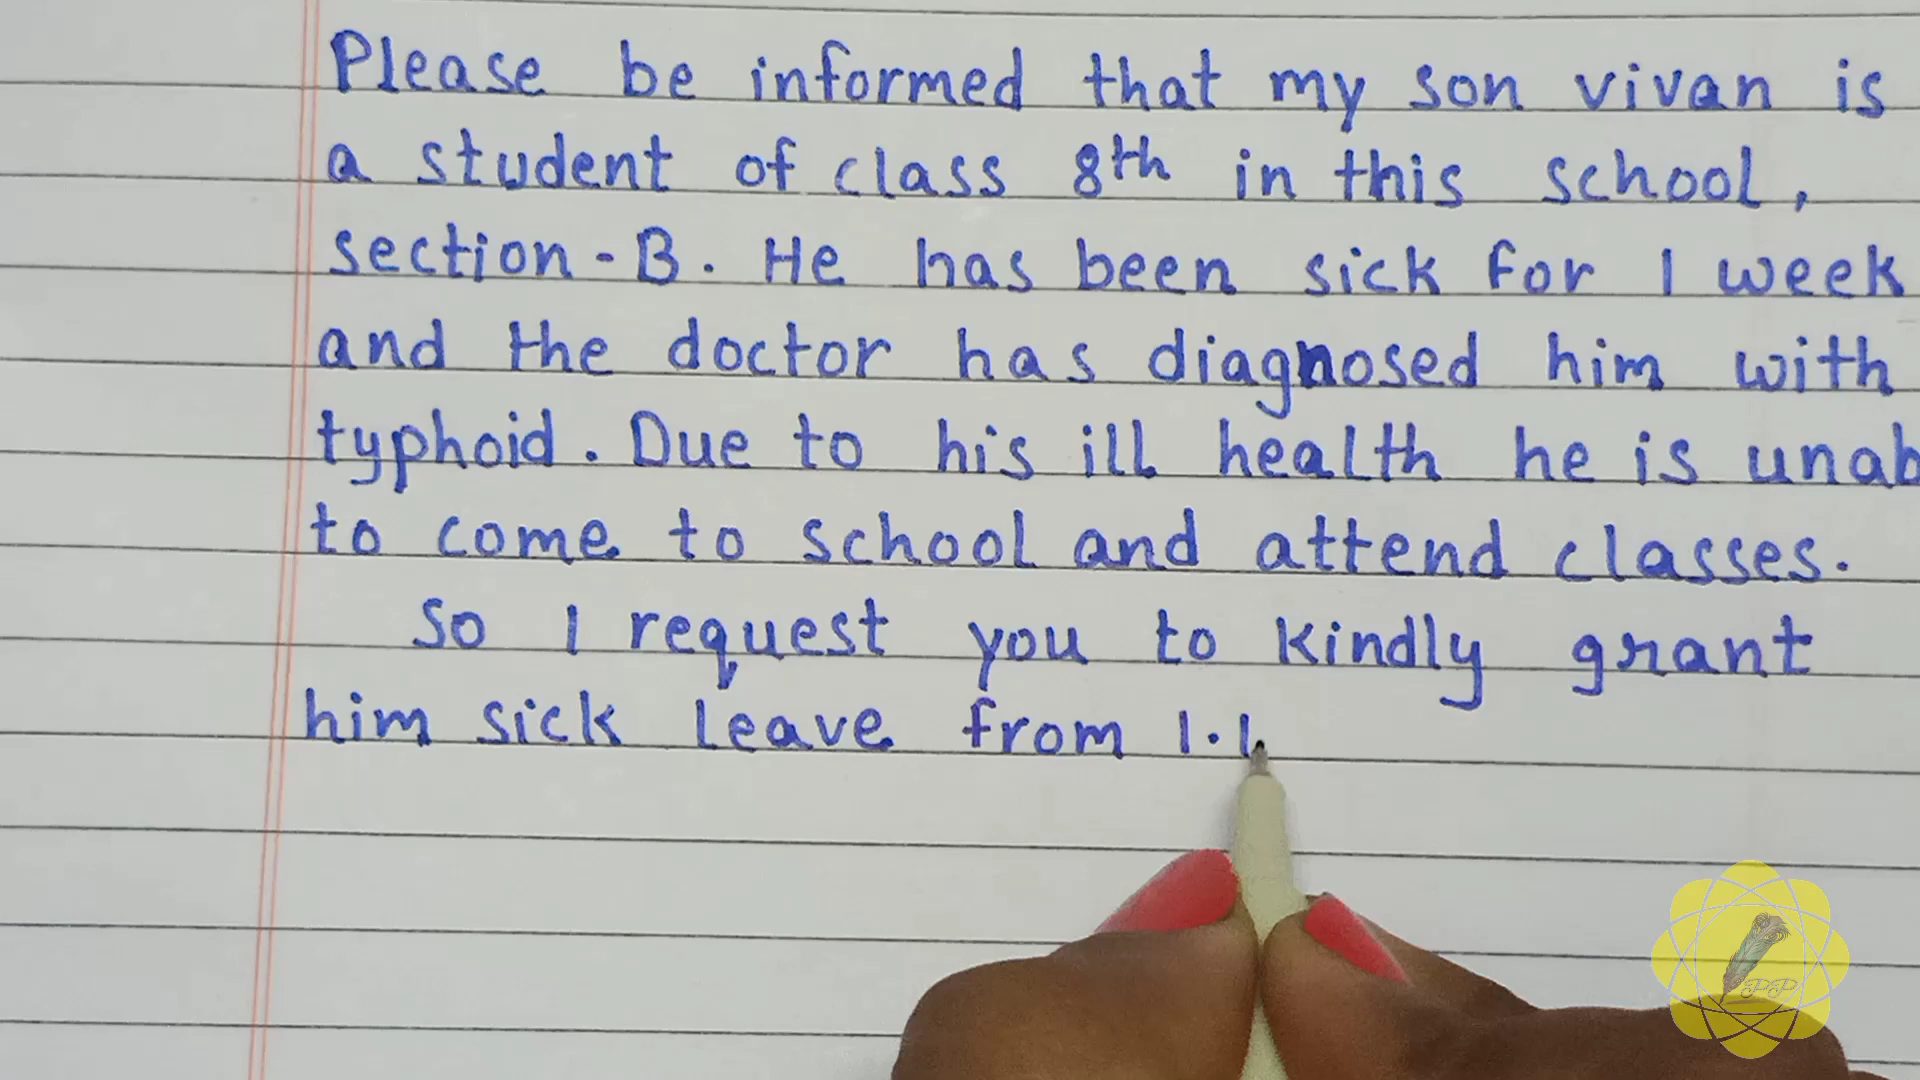 Please be informed that my son vivan is
a student of class 8th in this school,
section-B. He has been sick for 1 week
and the doctor has diagnosed him with
typhoid. Due to his ill health he is unab
to come to school and attend classes.
So I request you to kindly grant
him sick leave from 1.1
PP